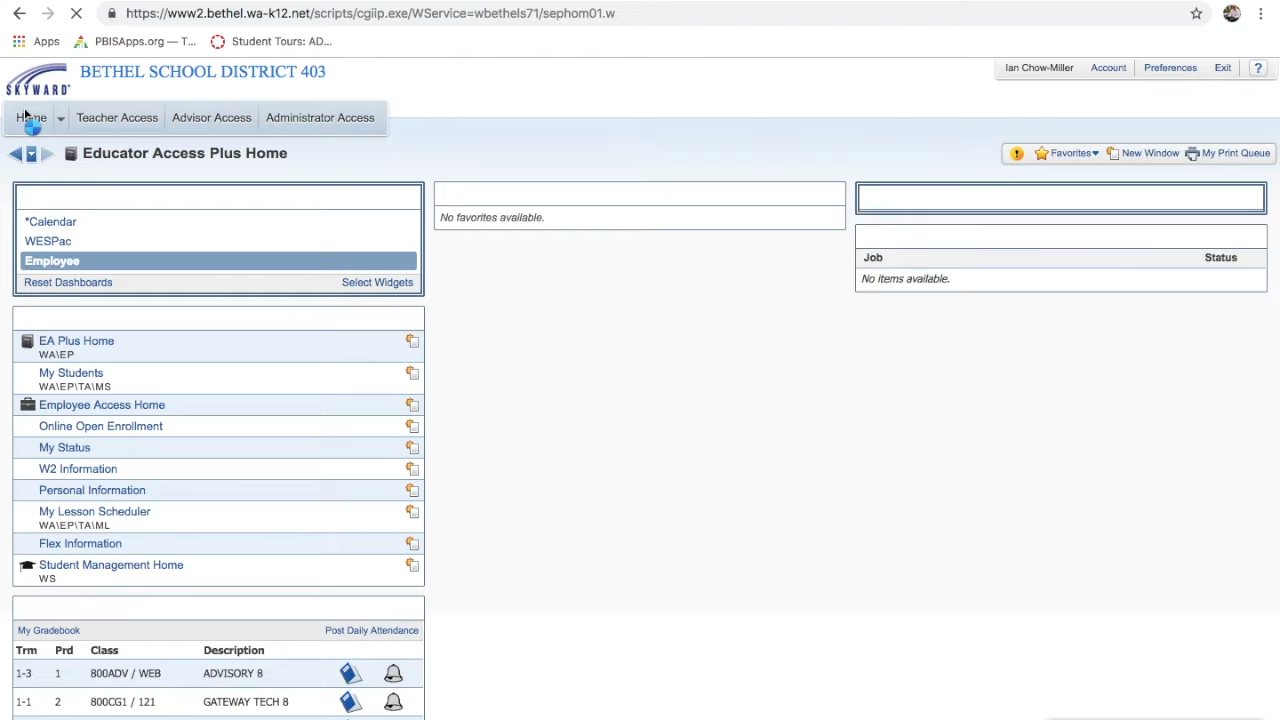 https://www2.bethel.wa-k12.net/scripts/cgiip.exe/WService=wbethels71/sephom01.w
Apps PBISApps.org — T... Student Tours: AD...
SKYWARD BETHEL SCHOOL DISTRICT 403
Ian Chow-Miller Account Preferences Exit ?
Home Teacher Access Advisor Access Administrator Access
Educator Access Plus Home
Favorites New Window My Print Queue
*Calendar
WESPac
Employee
Reset Dashboards Select Widgets
EA Plus Home
WA\EP
My Students
WA\EP\TA\MS
Employee Access Home
Online Open Enrollment
My Status
W2 Information
Personal Information
My Lesson Scheduler
WA\EP\TA\ML
Flex Information
Student Management Home
WS
My Gradebook Post Daily Attendance
Trm Prd Class Description
1-3 1 800ADV / WEB ADVISORY 8
1-1 2 800CG1 / 121 GATEWAY TECH 8
No favorites available.
Job Status
No items available.